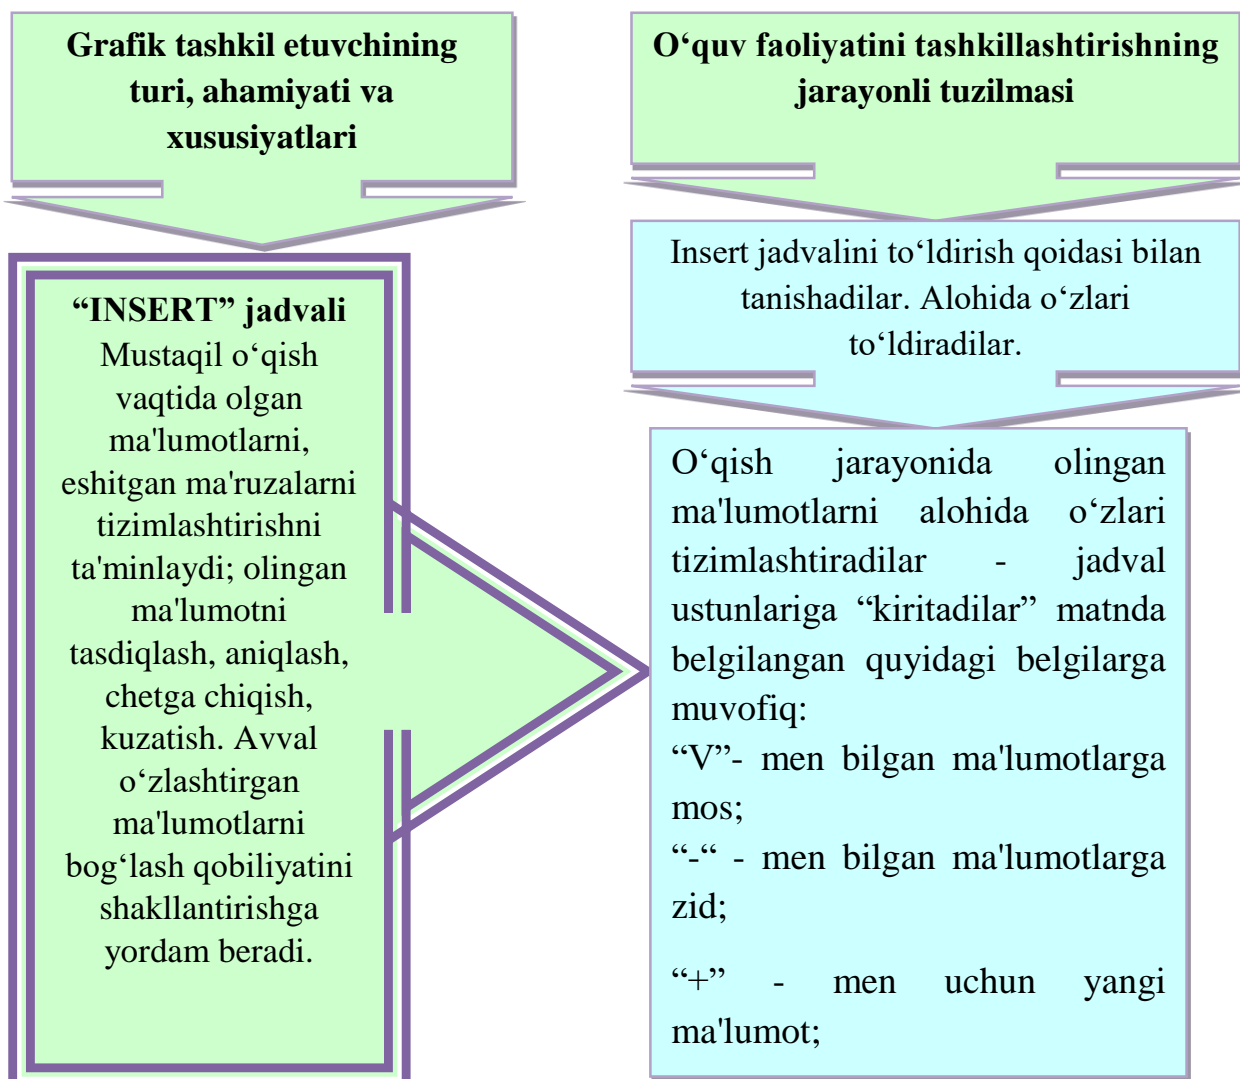 Grafik tashkil etuvchining
turi, ahamiyati va
xususiyatlari
“INSERT” jadvali
Mustaqil o‘qish
vaqtida olgan
ma'lumotlarni,
eshitgan ma'ruzalarni
tizimlashtirishni
ta'minlaydi; olingan
ma'lumotni
tasdiqlash, aniqlash,
chetga chiqish,
kuzatish. Avval
o‘zlashtirgan
ma'lumotlarni
bog‘lash qobiliyatini
shakllantirishga
yordam beradi.
O‘quv faoliyatini tashkillashtirishning
jarayonli tuzilmasi
Insert jadvalini to‘ldirish qoidasi bilan
tanishadilar. Alohida o‘zlari
to‘ldiradilar.
O‘qish jarayonida olingan
ma'lumotlarni alohida o‘zlari
tizimlashtiradilar - jadval
ustunlariga “kiritadilar” matnda
belgilangan quyidagi belgilarga
muvofiq:
“V”- men bilgan ma'lumotlarga
mos;
“-“ - men bilgan ma'lumotlarga
zid;
“+” - men uchun yangi
ma'lumot;